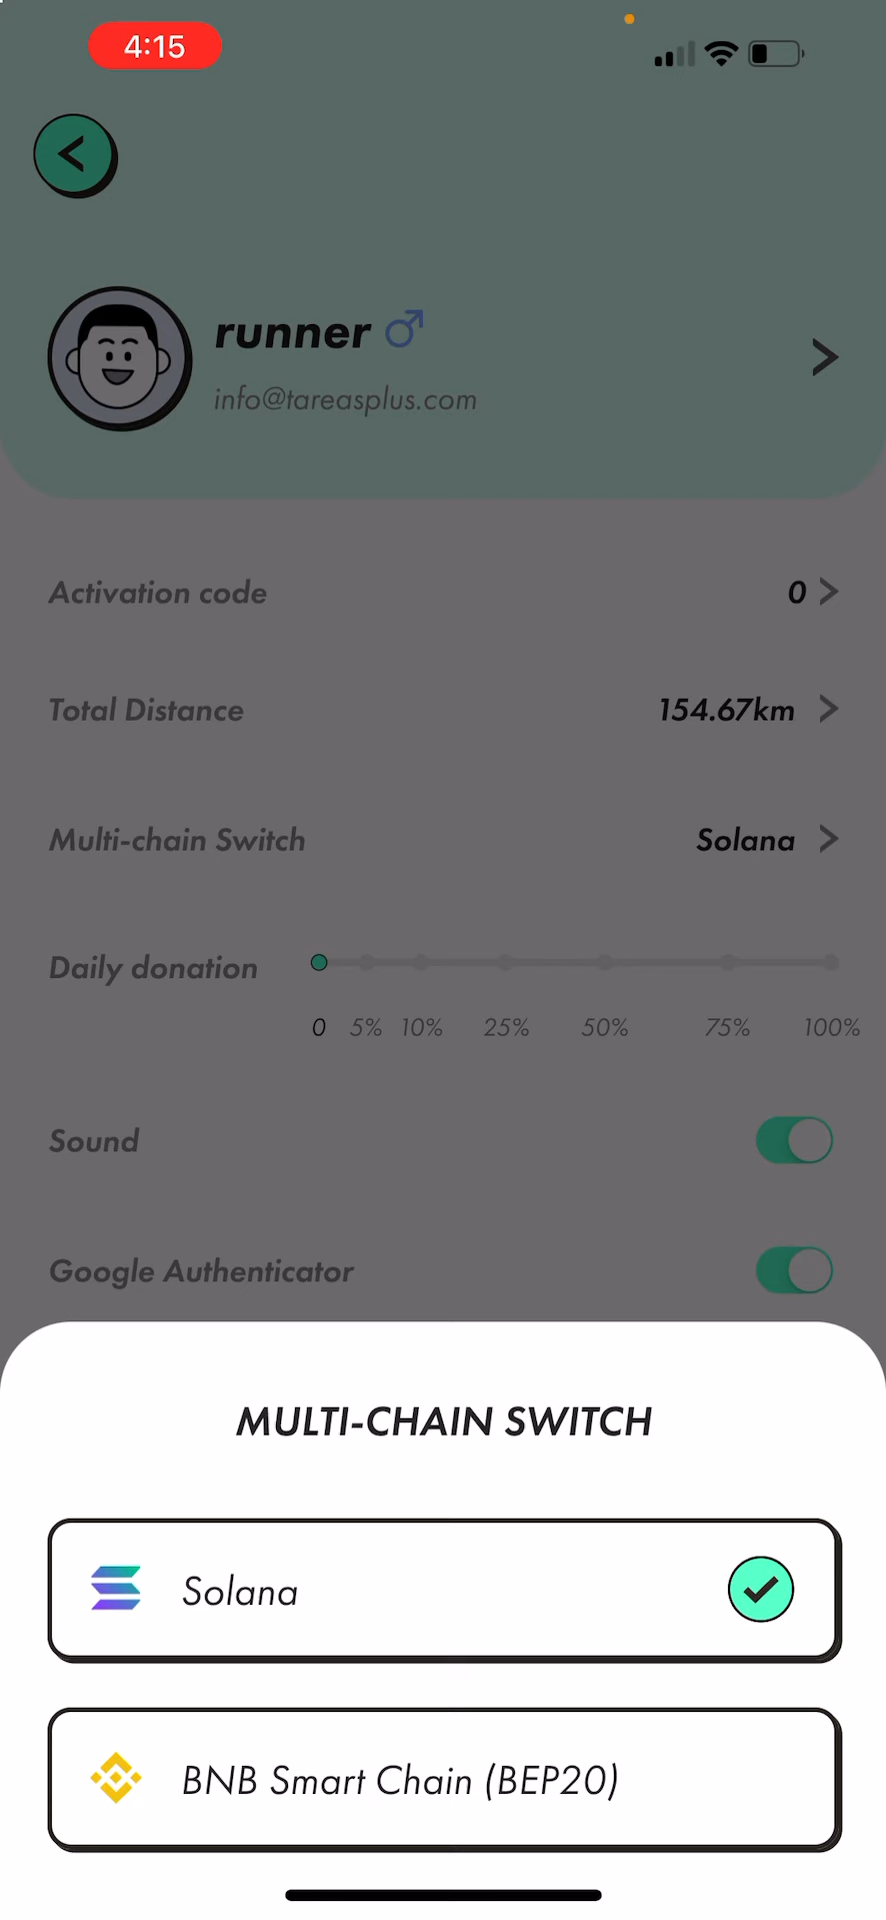 4:15
runner
info@tareasplus.com
Activation code 0
Total Distance 154.67km
Multi-chain Switch Solana
Daily donation
0 5% 10% 25% 50% 75% 100%
Sound
Google Authenticator
MULTI-CHAIN SWITCH
Solana
BNB Smart Chain (BEP20)